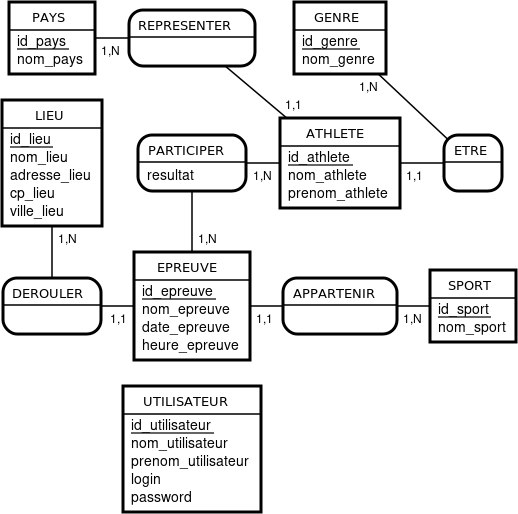 PAYS
id_pays
nom_pays
1,N
REPRESENTER
GENRE
id_genre
nom_genre
1,N
1,1
LIEU
id_lieu
nom_lieu
adresse_lieu
cp_lieu
ville_lieu
1,N
PARTICIPER
resultat
1,N
ATHLETE
id_athlete
nom_athlete
prenom_athlete
1,1
ETRE
1,N
DEROULER
1,1
EPREUVE
id_epreuve
nom_epreuve
date_epreuve
heure_epreuve
1,1
APPARTENIR
1,N
SPORT
id_sport
nom_sport
UTILISATEUR
id_utilisateur
nom_utilisateur
prenom_utilisateur
login
password